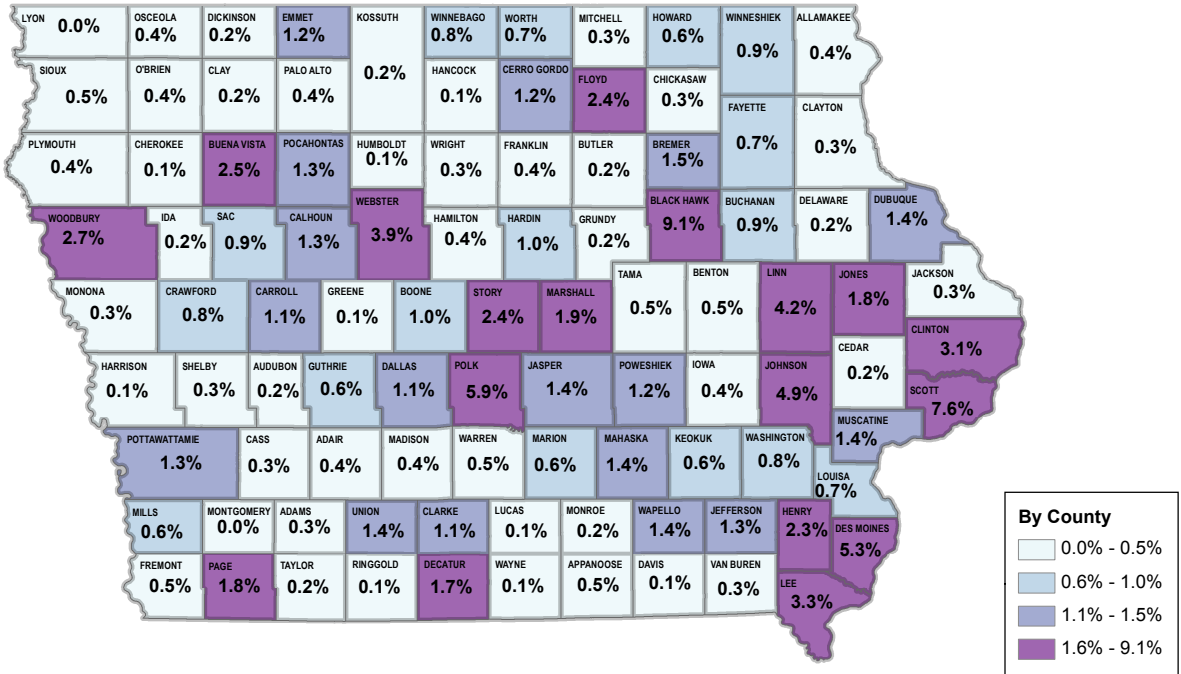 LYON
0.0%
OSCEOLA
0.4%
DICKINSON
0.2%
EMMET
1.2%
KOSSUTH
0.2%
WINNEBAGO
0.8%
WORTH
0.7%
MITCHELL
0.3%
HOWARD
0.6%
WINNESHIEK
0.9%
ALLAMAKEE
0.4%
SIOUX
0.5%
O'BRIEN
0.4%
CLAY
0.2%
PALO ALTO
0.4%
HANCOCK
0.1%
CERRO GORDO
1.2%
FLOYD
2.4%
CHICKASAW
0.3%
FAYETTE
0.7%
CLAYTON
0.3%
PLYMOUTH
0.4%
CHEROKEE
0.1%
BUENA VISTA
2.5%
POCAHONTAS
1.3%
HUMBOLDT
0.1%
WRIGHT
0.3%
FRANKLIN
0.4%
BUTLER
0.2%
BREMER
1.5%
WOODBURY
2.7%
IDA
0.2%
SAC
0.9%
CALHOUN
1.3%
WEBSTER
3.9%
HAMILTON
0.4%
HARDIN
1.0%
GRUNDY
0.2%
BLACK HAWK
9.1%
BUCHANAN
0.9%
DELAWARE
0.2%
DUBUQUE
1.4%
MONONA
0.3%
CRAWFORD
0.8%
CARROLL
1.1%
GREENE
0.1%
BOONE
1.0%
STORY
2.4%
MARSHALL
1.9%
TAMA
0.5%
BENTON
0.5%
LINN
4.2%
JONES
1.8%
JACKSON
0.3%
CLINTON
3.1%
HARRISON
0.1%
SHELBY
0.3%
AUDUBON
0.2%
GUTHRIE
0.6%
DALLAS
1.1%
POLK
5.9%
JASPER
1.4%
POWESHIEK
1.2%
IOWA
0.4%
JOHNSON
4.9%
CEDAR
0.2%
SCOTT
7.6%
POTTAWATTAMIE
1.3%
CASS
0.3%
ADAIR
0.4%
MADISON
0.4%
WARREN
0.5%
MARION
0.6%
MAHASKA
1.4%
KEOKUK
0.6%
WASHINGTON
0.8%
MUSCATINE
1.4%
LOUISA
0.7%
MILLS
0.6%
MONTGOMERY
0.0%
ADAMS
0.3%
UNION
1.4%
CLARKE
1.1%
LUCAS
0.1%
MONROE
0.2%
WAPELLO
1.4%
JEFFERSON
1.3%
HENRY
2.3%
DES MOINES
5.3%
FREMONT
0.5%
PAGE
1.8%
TAYLOR
0.2%
RINGGOLD
0.1%
DECATUR
1.7%
WAYNE
0.1%
APPANOOSE
0.5%
DAVIS
0.1%
VAN BUREN
0.3%
LEE
3.3%
By County
0.0% - 0.5%
0.6% - 1.0%
1.1% - 1.5%
1.6% - 9.1%